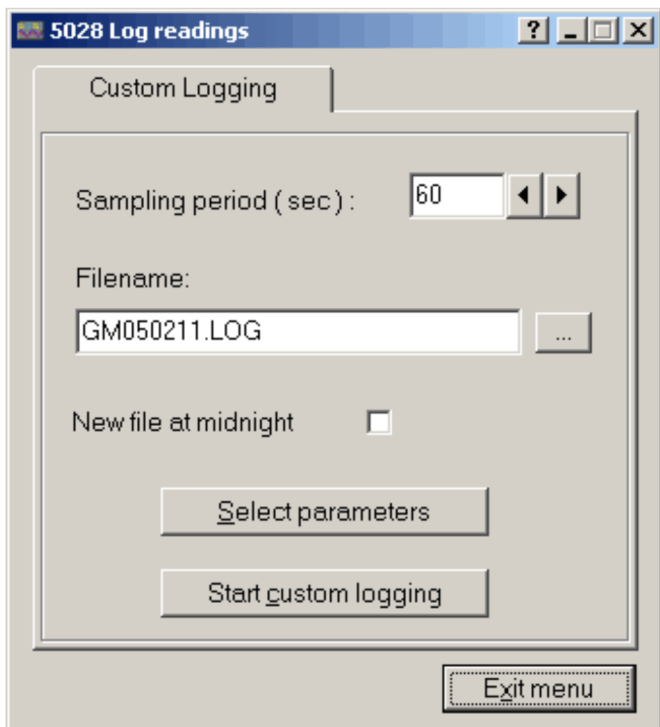 5028 Log readings
Custom Logging
Sampling period ( sec ) : 60
Filename:
GM050211.LOG ...
New file at midnight
Select parameters
Start custom logging
Exit menu